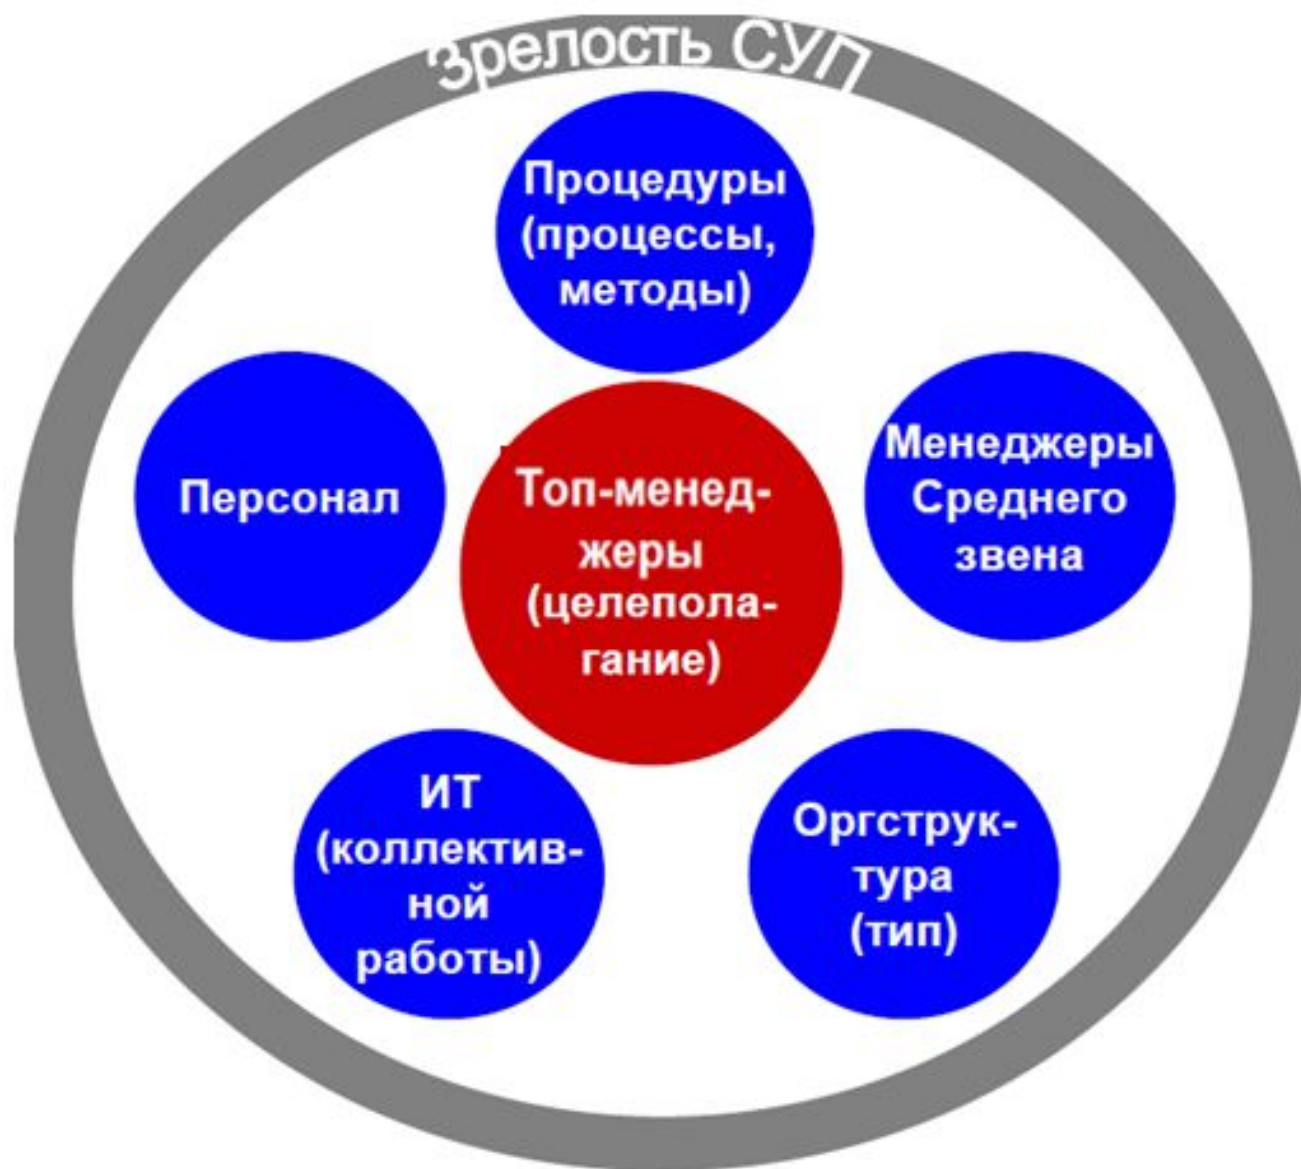 Зрелость СУП
Процедуры
(процессы,
методы)
Персонал
Топ-менед-
жеры
(целепола-
гание)
Менеджеры
Среднего
звена
ИТ
(коллектив-
ной
работы)
Оргструк-
тура
(тип)